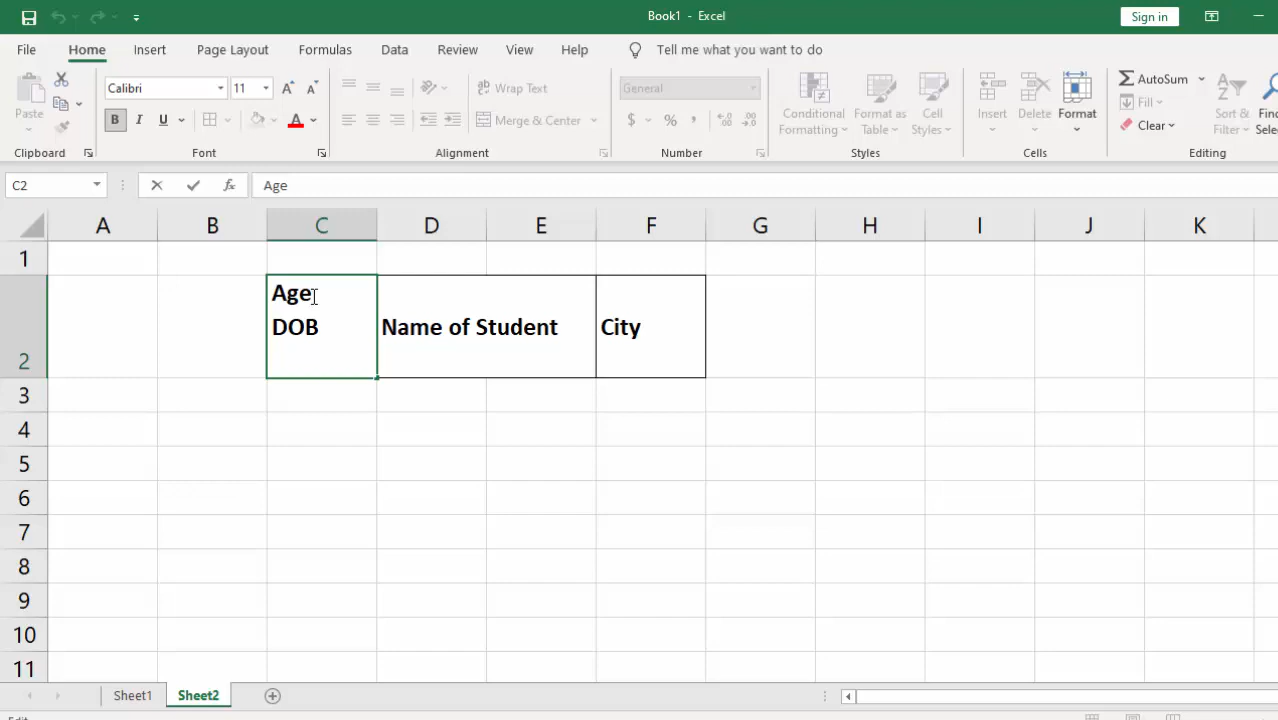 Book1 - Excel
Sign in
File Home Insert Page Layout Formulas Data Review View Help Tell me what you want to do
Paste
Calibri 11
B I U A
Wrap Text
Merge & Center
General
$ % ,
Conditional Formatting
Format as Table
Cell Styles
Insert Delete Format
AutoSum
Fill
Clear
Sort & Filter
Clipboard Font Alignment Number Styles Cells Editing
C2 fx Age
A B C D E F G H I J K
1
Age
DOB Name of Student City
2
3
4
5
6
7
8
9
10
11
Sheet1 Sheet2